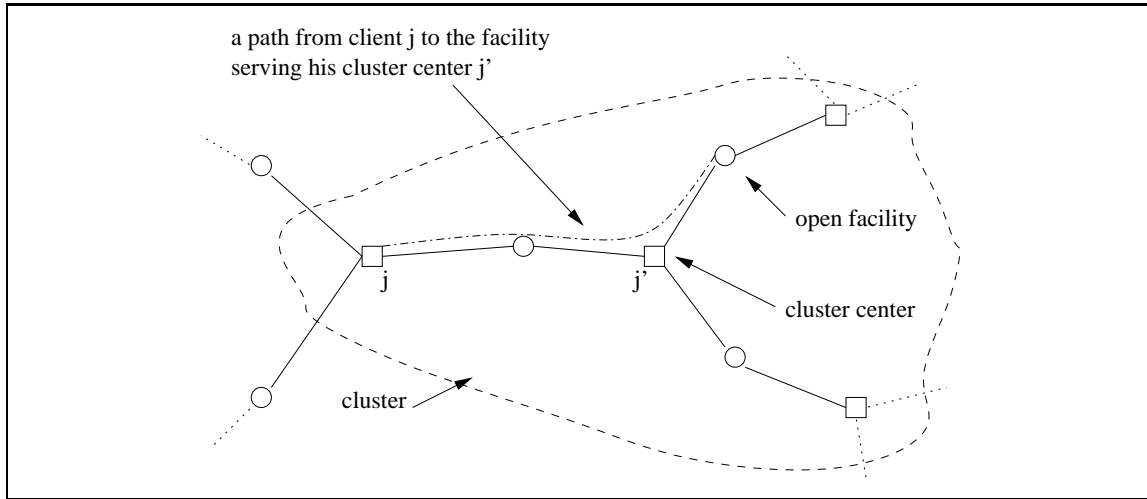 a path from client j to the facility
serving his cluster center j’
open facility
j
j’
cluster center
cluster